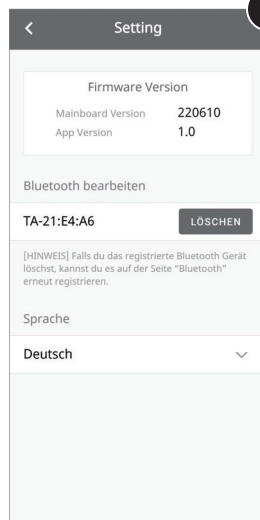 Setting
Firmware Version
Mainboard Version 220610
App Version 1.0
Bluetooth bearbeiten
TA-21:E4:A6 LÖSCHEN
[HINWEIS] Falls du das registrierte Bluetooth Gerät
löschst, kannst du es auf der Seite "Bluetooth"
erneut registrieren.
Sprache
Deutsch